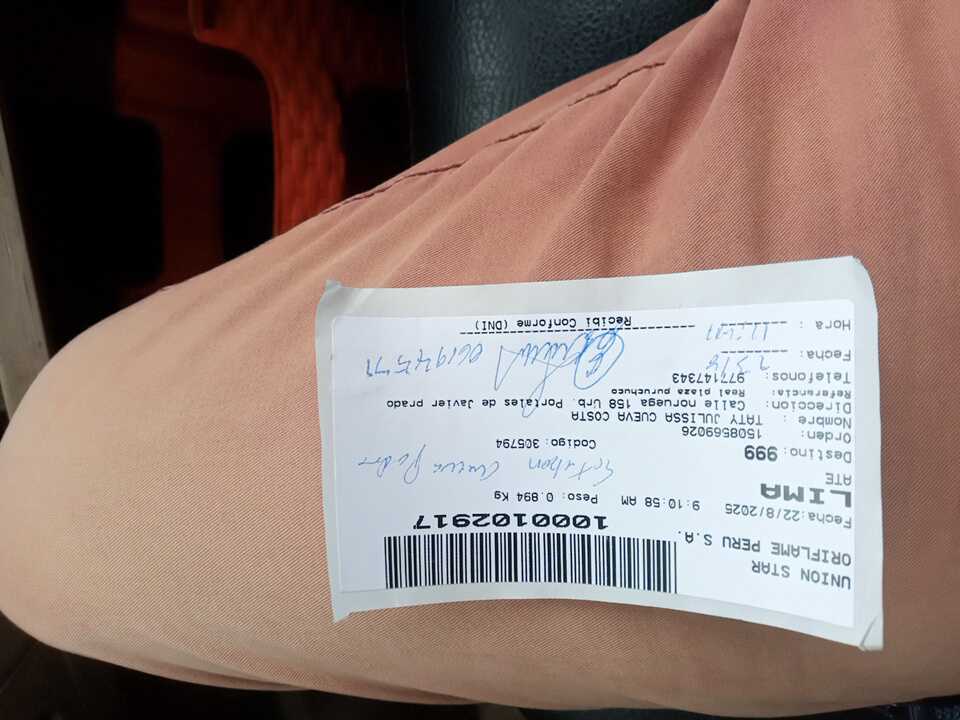 UNION STAR
ORIFLAME PERU S.A.
Fecha:22/8/2025 9:10:58 AM
LIMA
ATE
1000102917
Peso: 0.894 Kg
Destino: 999
Orden: 1508569026
Codigo: 305794
Nombre : TATY JULISSA CUEVA COSTA
Direccion: Calle noruega 158 Urb. Portales de Javier prado
Referencia: Real plaza puruchuco
Telefonos: 977147343
Fecha:
Hora :
Recibi Conforme (DNI)